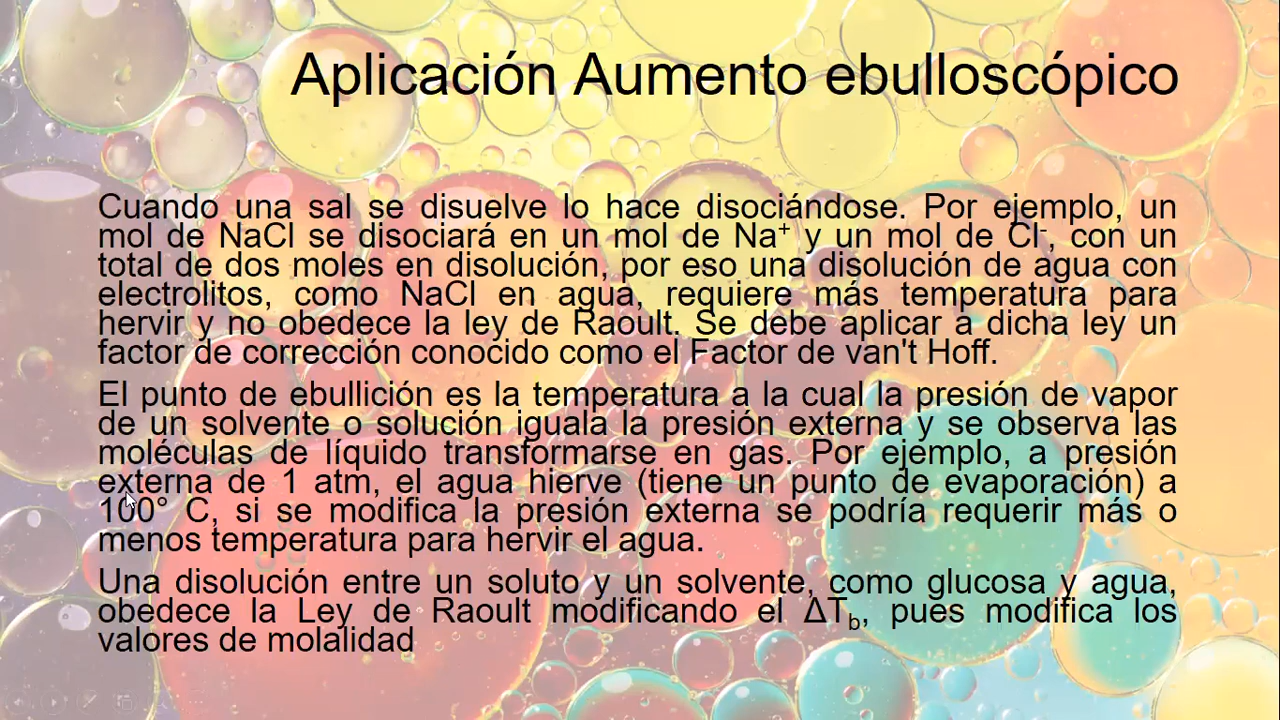 Aplicación Aumento ebulloscópico
Cuando una sal se disuelve lo hace disociándose. Por ejemplo, un
mol de NaCl se disociará en un mol de Na⁺ y un mol de Cl⁻, con un
total de dos moles en disolución, por eso una disolución de agua con
electrolitos, como NaCl en agua, requiere más temperatura para
hervir y no obedece la ley de Raoult. Se debe aplicar a dicha ley un
factor de corrección conocido como el Factor de van't Hoff.
El punto de ebullición es la temperatura a la cual la presión de vapor
de un solvente o solución iguala la presión externa y se observa las
moléculas de líquido transformarse en gas. Por ejemplo, a presión
externa de 1 atm, el agua hierve (tiene un punto de evaporación) a
100° C, si se modifica la presión externa se podría requerir más o
menos temperatura para hervir el agua.
Una disolución entre un soluto y un solvente, como glucosa y agua,
obedece la Ley de Raoult modificando el ΔT_b, pues modifica los
valores de molalidad